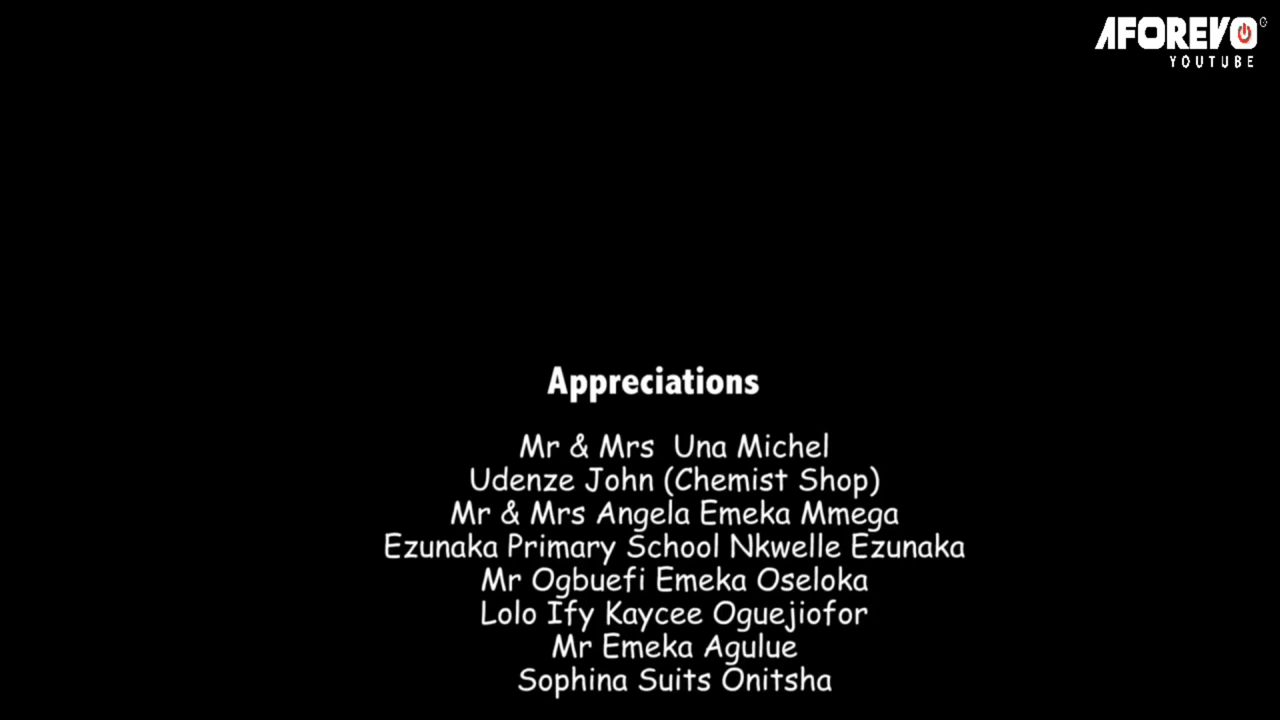 AFOREVO
YOUTUBE
Appreciations
Mr & Mrs Una Michel
Udenze John (Chemist Shop)
Mr & Mrs Angela Emeka Mmega
Ezunaka Primary School Nkwelle Ezunaka
Mr Ogbuefi Emeka Oseloka
Lolo Ify Kaycee Oguejiofor
Mr Emeka Agulue
Sophina Suits Onitsha